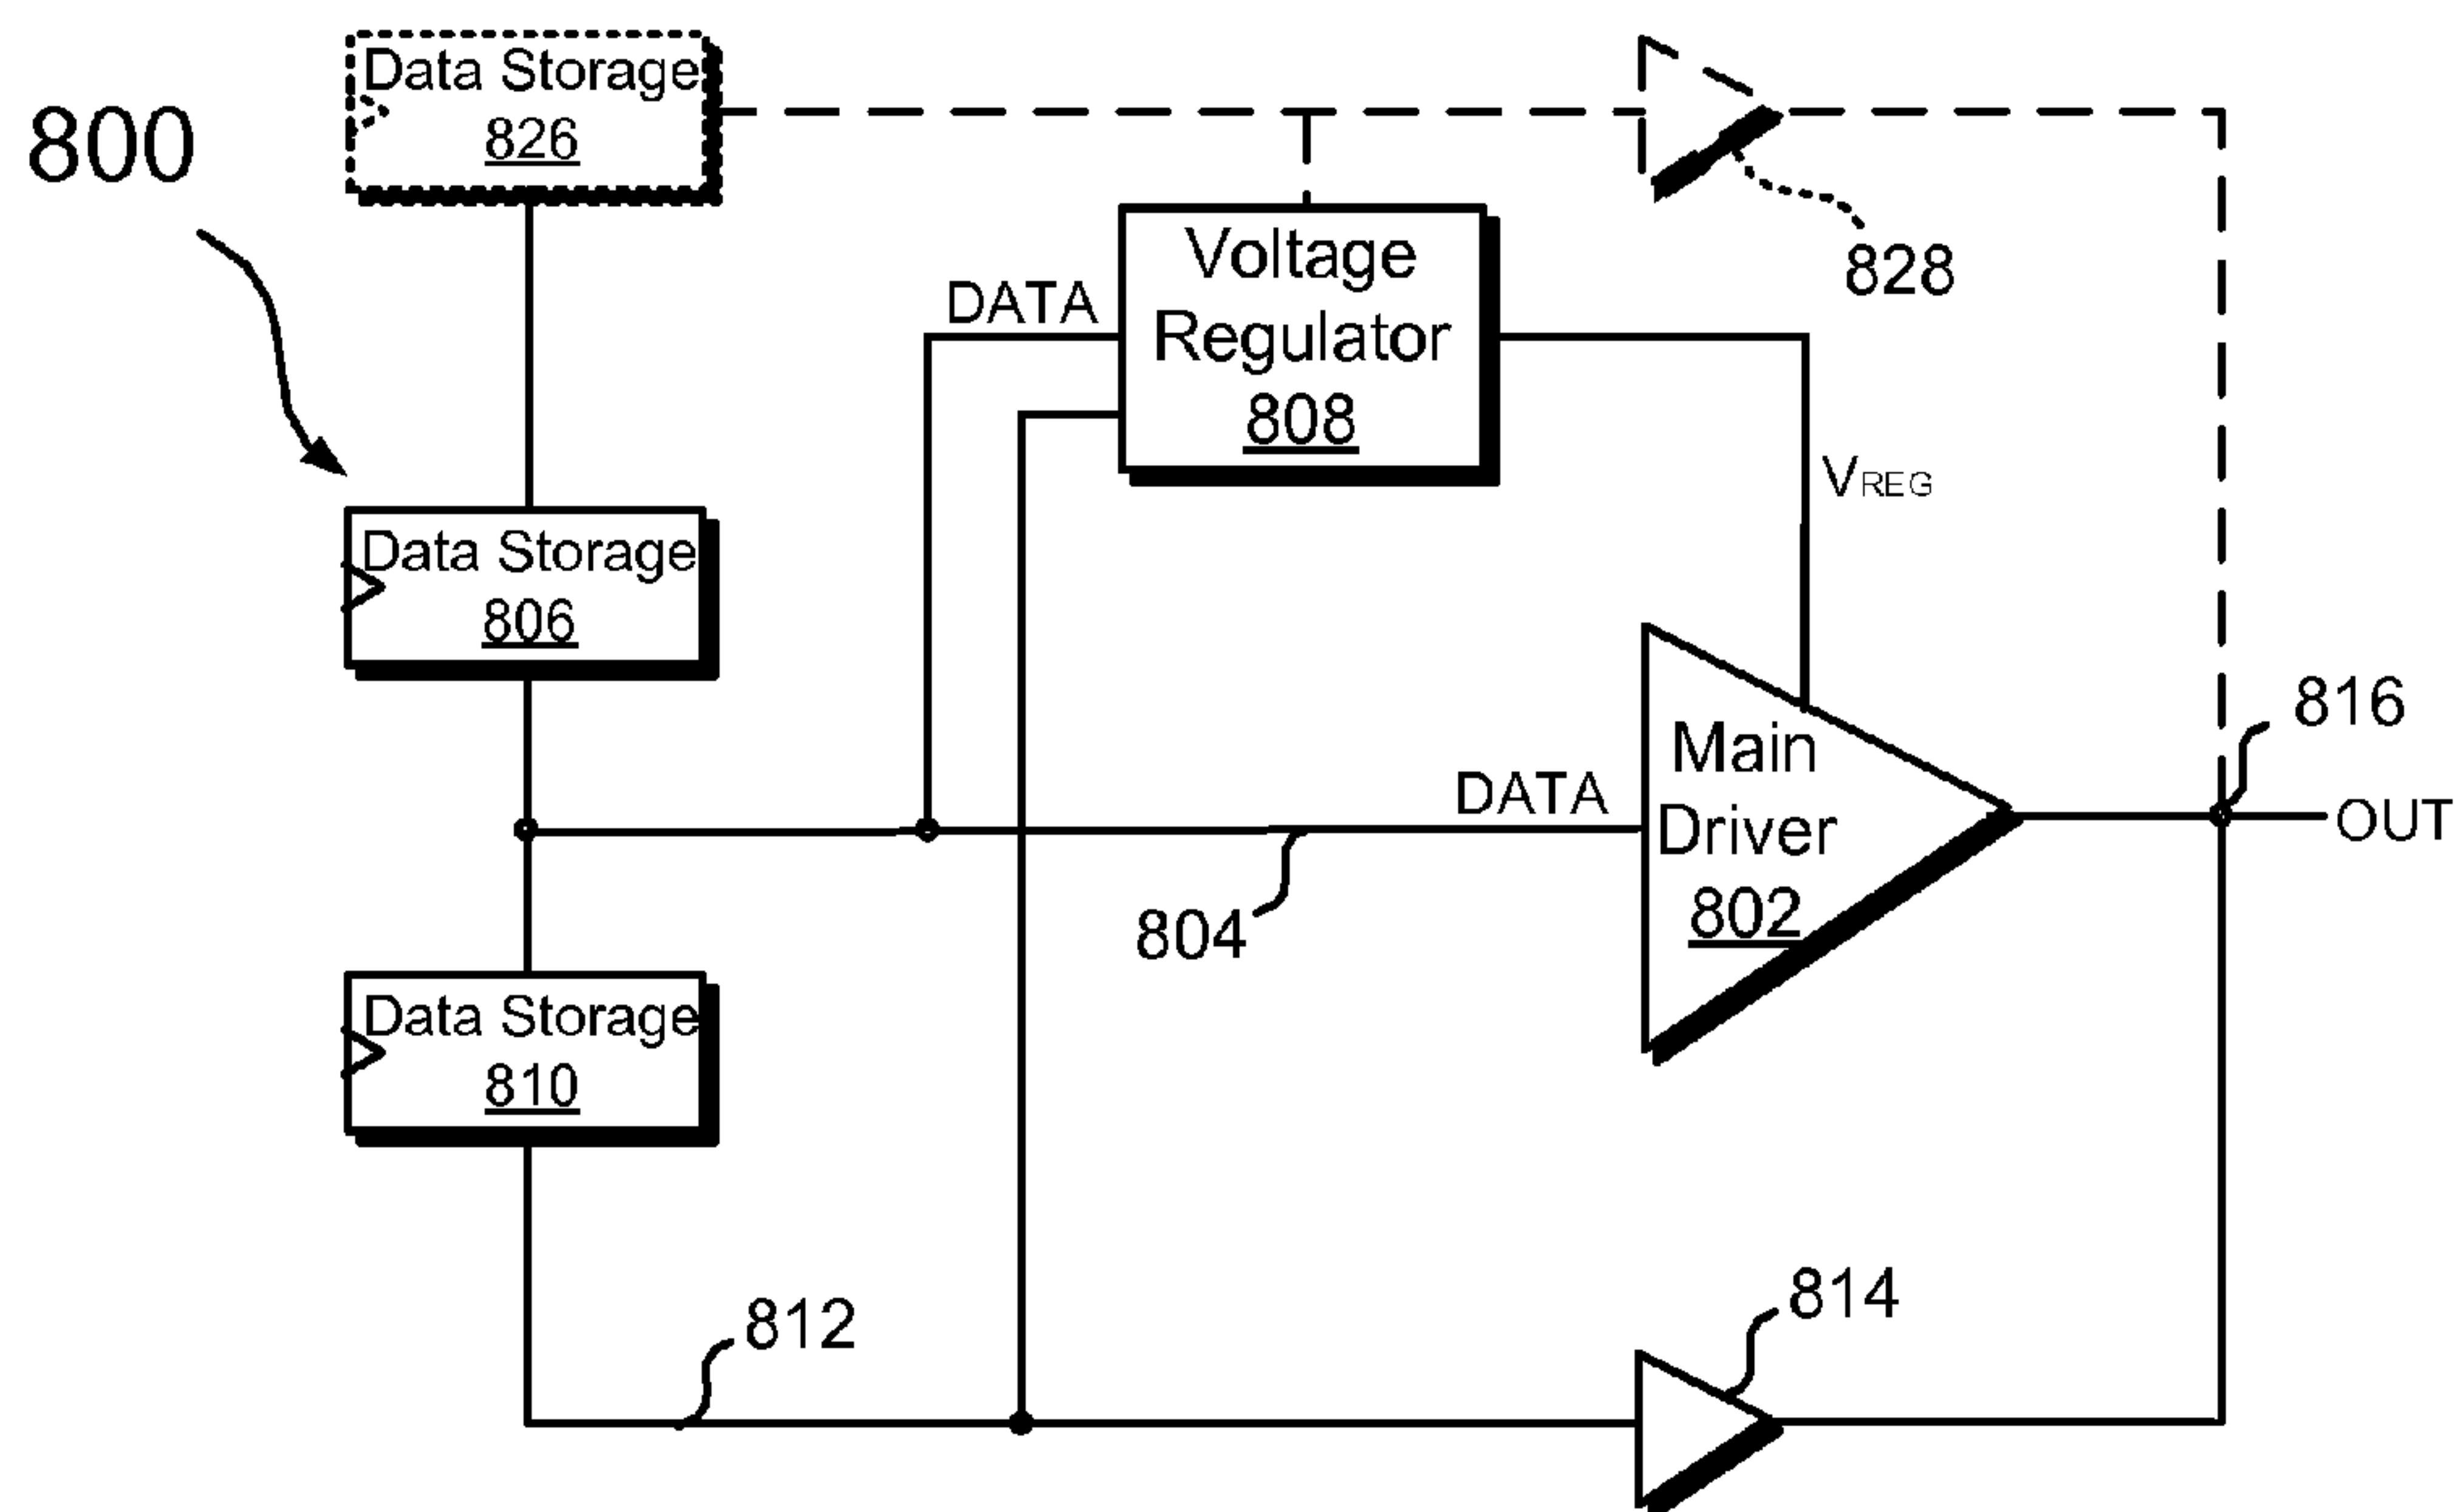 Data Storage
826
800
828
Voltage
Regulator
808
DATA
VREG
Data Storage
806
816
Main
Driver
802
DATA
OUT
804
Data Storage
810
814
812